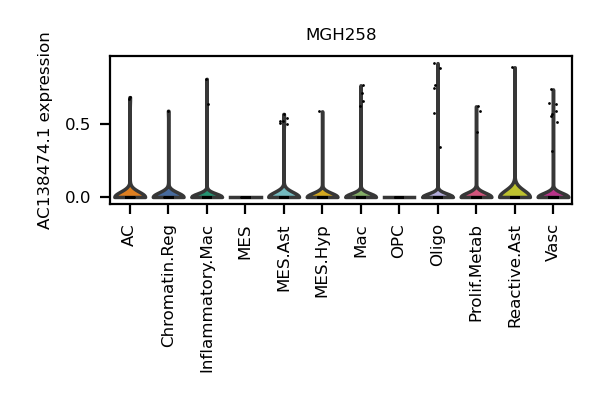 MGH258
AC138474.1 expression
0.5
0.0
AC
Chromatin.Reg
Inflammatory.Mac
MES
MES.Ast
MES.Hyp
Mac
OPC
Oligo
Prolif.Metab
Reactive.Ast
Vasc